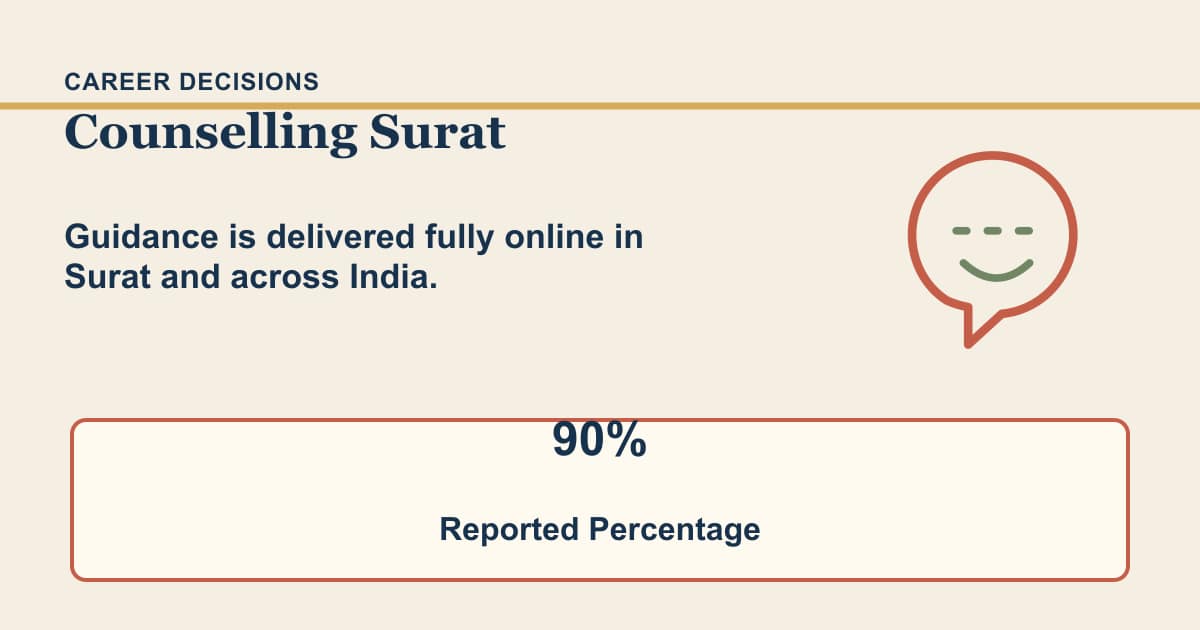 CAREER DECISIONS
Counselling Surat
Guidance is delivered fully online in
Surat and across India.
90%
Reported Percentage